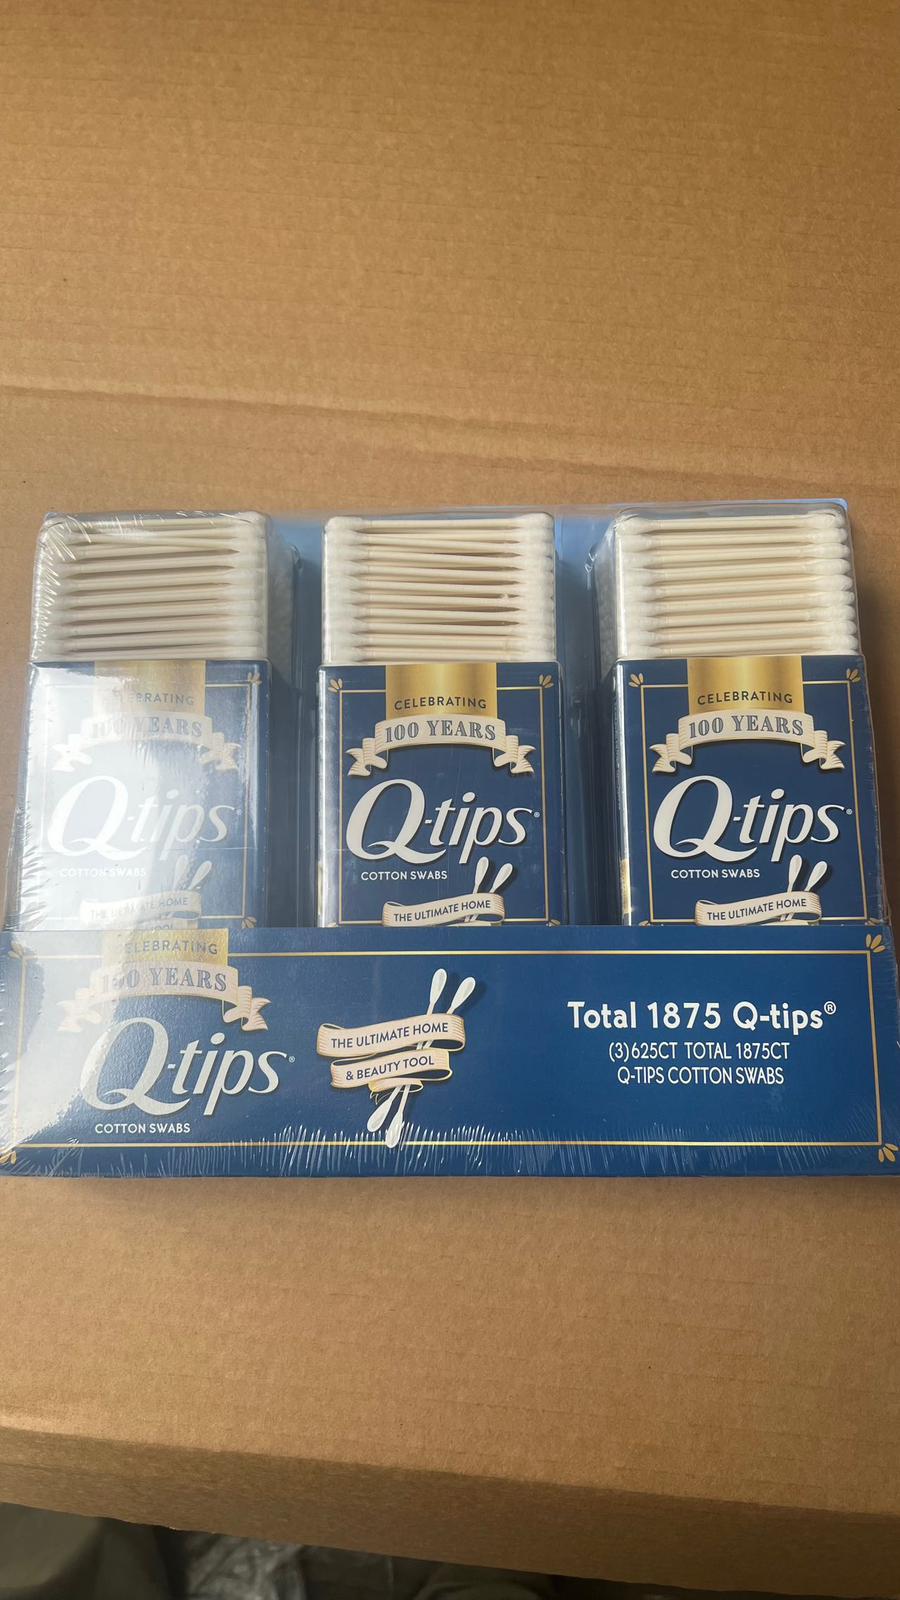 CELEBRATING
100 YEARS
Q-tips®
COTTON SWABS
THE ULTIMATE HOME
CELEBRATING
100 YEARS
Q-tips®
COTTON SWABS
THE ULTIMATE HOME
CELEBRATING
100 YEARS
Q-tips®
COTTON SWABS
THE ULTIMATE HOME
CELEBRATING
100 YEARS
Q-tips®
COTTON SWABS
THE ULTIMATE HOME
& BEAUTY TOOL
Total 1875 Q-tips®
(3)625CT TOTAL 1875CT
Q-TIPS COTTON SWABS